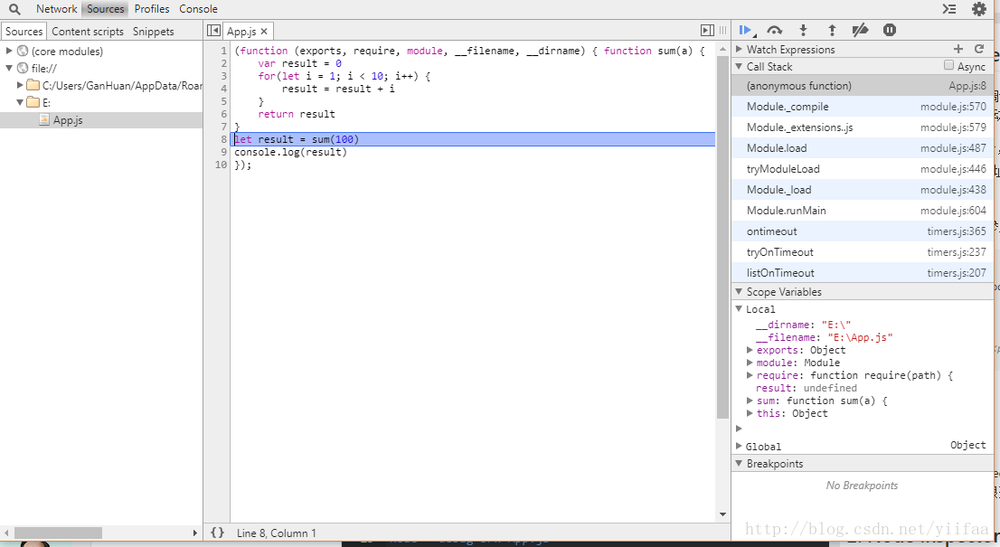 Network Sources Profiles Console
Sources Content scripts Snippets
App.js ×
(core modules)
file://
C:/Users/GanHuan/AppData/Roar
E:
App.js
1 (function (exports, require, module, __filename, __dirname) { function sum(a) {
2 var result = 0
3 for(let i = 1; i < 10; i++) {
4 result = result + i
5 }
6 return result
7 }
8 let result = sum(100)
9 console.log(result)
10 });
{} Line 8, Column 1
Watch Expressions
Call Stack Async
(anonymous function) App.js:8
Module._compile module.js:570
Module._extensions..js module.js:579
Module.load module.js:487
tryModuleLoad module.js:446
Module._load module.js:438
Module.runMain module.js:604
ontimeout timers.js:365
tryOnTimeout timers.js:237
listOnTimeout timers.js:207
Scope Variables
Local
__dirname: "E:\"
__filename: "E:\App.js"
exports: Object
module: Module
require: function require(path) {
result: undefined
sum: function sum(a) {
this: Object
Global Object
Breakpoints
No Breakpoints
http://blog.csdn.net/yiifaa